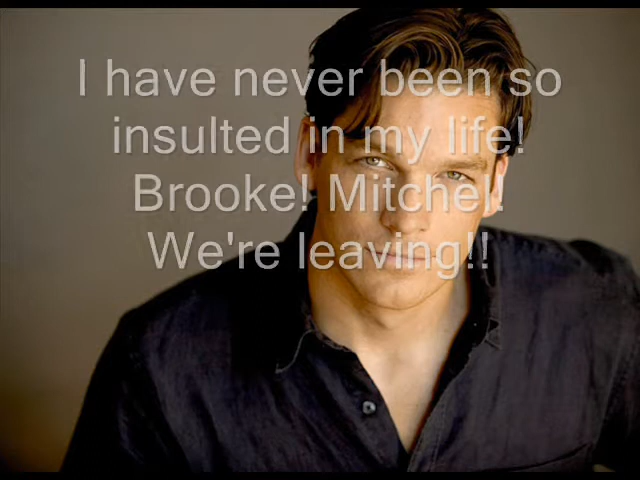 I have never been so
insulted in my life!
Brooke! Mitchel!
We're leaving!!